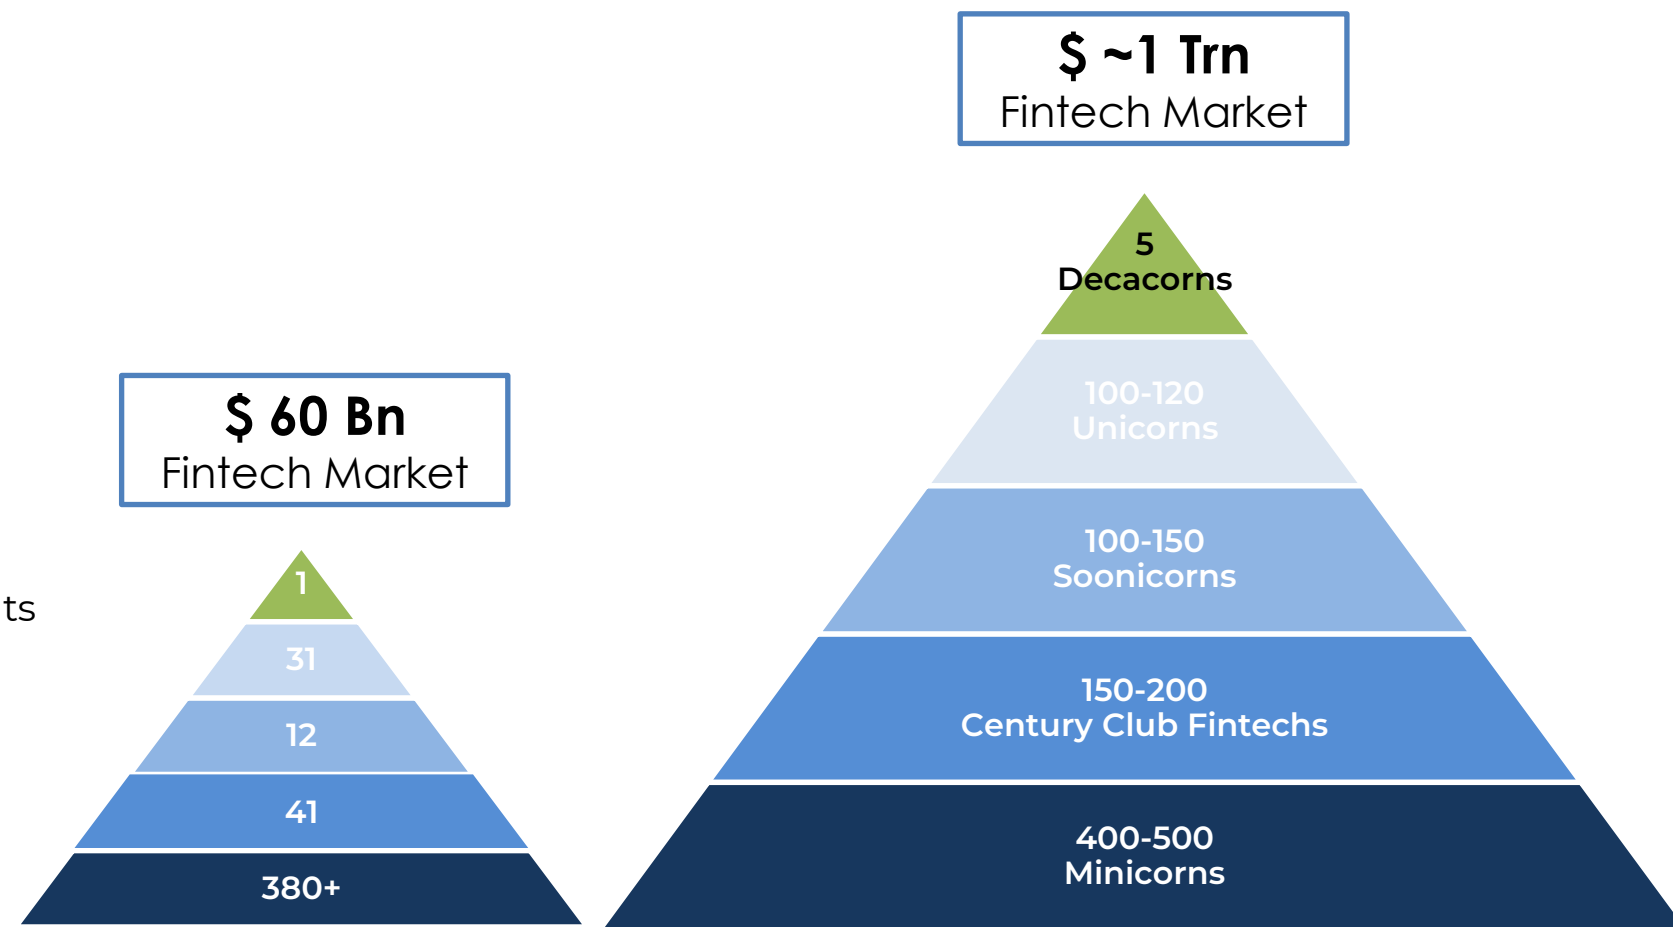 $ ~1 Trn
Fintech Market
5
Decacorns
100-120
Unicorns
100-150
Soonicorns
150-200
Century Club Fintechs
400-500
Minicorns
$ 60 Bn
Fintech Market
1
ts
31
12
41
380+